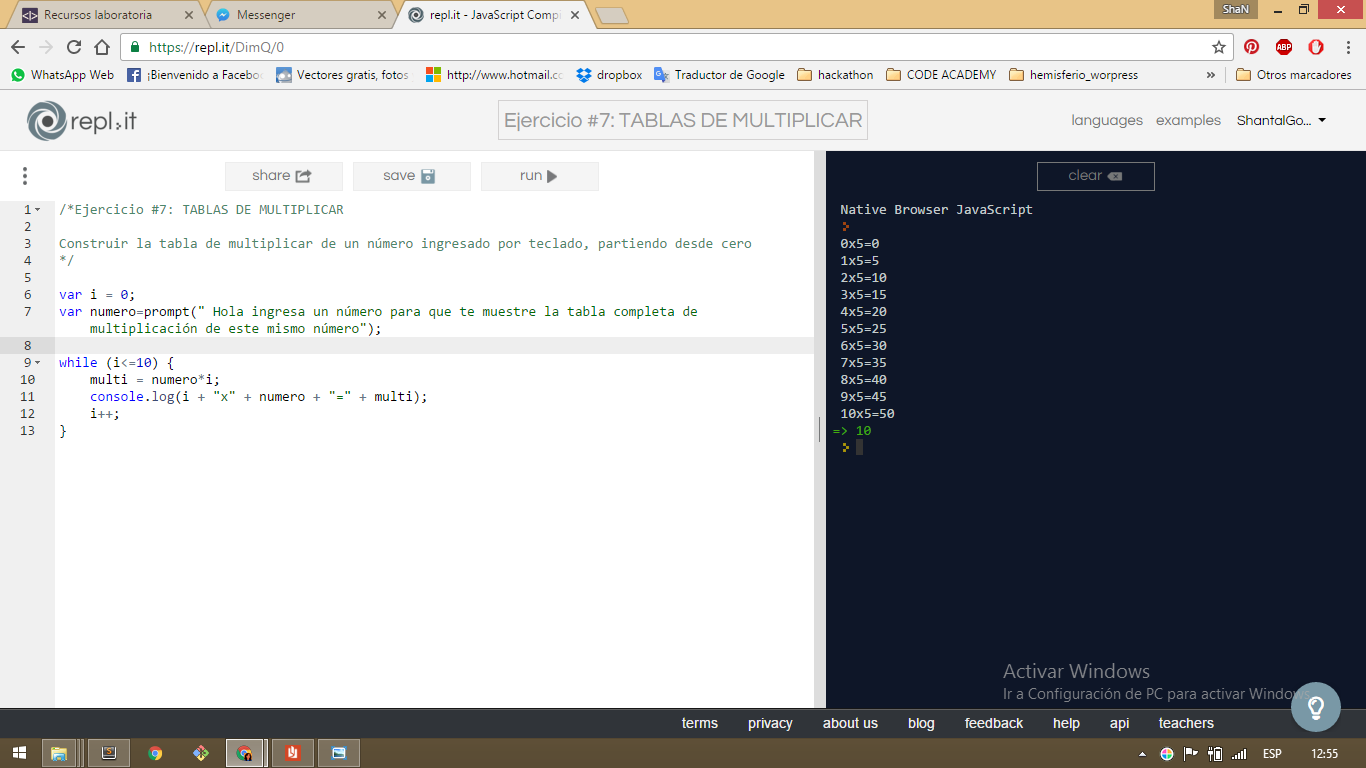 Recursos laboratoria
Messenger
repl.it - JavaScript Compi
ShaN
https://repl.it/DimQ/0
ABP
WhatsApp Web
¡Bienvenido a Facebo
Vectores gratis, fotos
http://www.hotmail.co
dropbox
Traductor de Google
hackathon
CODE ACADEMY
hemisferio_worpress
»
Otros marcadores
repl.it
Ejercicio #7: TABLAS DE MULTIPLICAR
languages
examples
ShantalGo...
share
save
run
clear
1 /*Ejercicio #7: TABLAS DE MULTIPLICAR
2
3 Construir la tabla de multiplicar de un número ingresado por teclado, partiendo desde cero
4 */
5
6 var i = 0;
7 var numero=prompt(" Hola ingresa un número para que te muestre la tabla completa de
multiplicación de este mismo número");
8
9 while (i<=10) {
10 multi = numero*i;
11 console.log(i + "x" + numero + "=" + multi);
12 i++;
13 }
Native Browser JavaScript
0x5=0
1x5=5
2x5=10
3x5=15
4x5=20
5x5=25
6x5=30
7x5=35
8x5=40
9x5=45
10x5=50
=> 10
Activar Windows
Ir a Configuración de PC para activar Windows.
terms
privacy
about us
blog
feedback
help
api
teachers
ESP
12:55